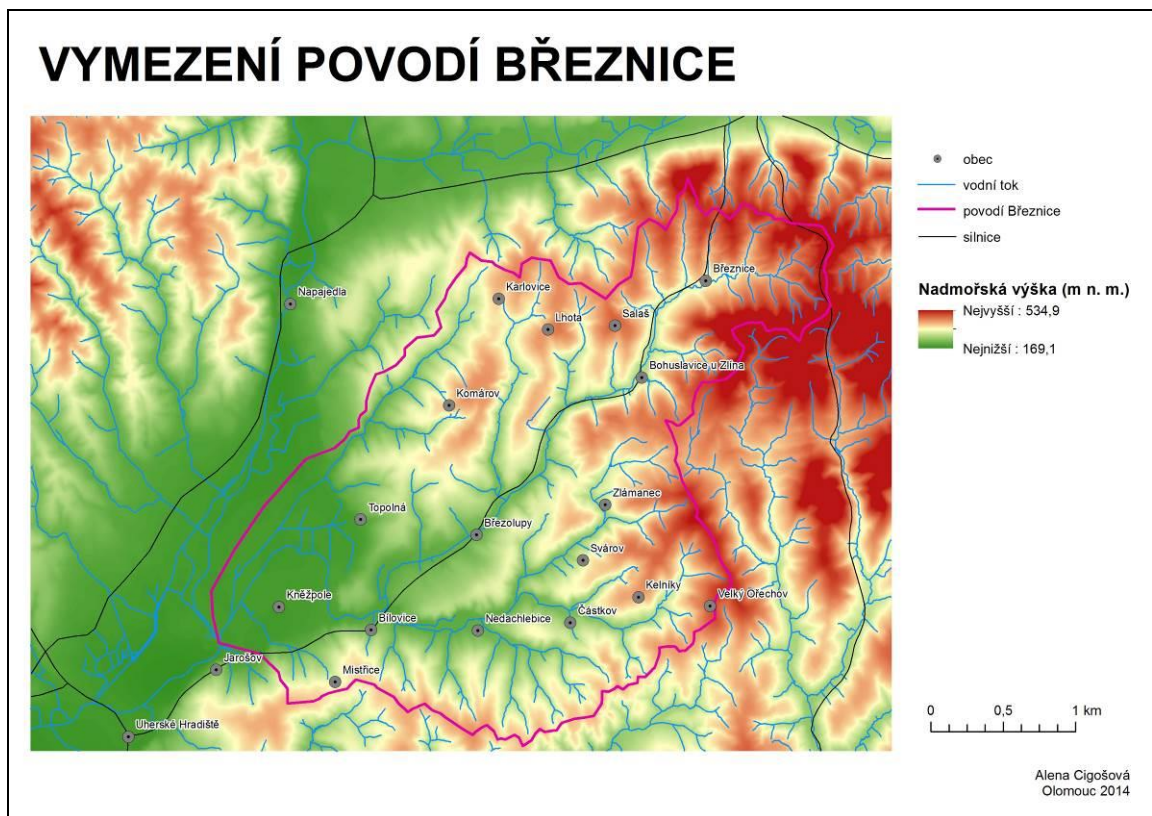 VYMEZENÍ POVODÍ BŘEZNICE
obec
vodní tok
povodí Březnice
silnice
Nadmořská výška (m n. m.)
Nejvyšší : 534,9
Nejnižší : 169,1
Březnice
Karlovice
Napajedla
Lhota
Salaš
Bohuslavice u Zlína
Komárov
Zlámanec
Topolná
Březolupy
Svárov
Kelníky
Velký Ořechov
Kněžpole
Částkov
Bílovice
Nedachlebice
Jarošov
Mistřice
Uherské Hradiště
0 0,5 1 km
Alena Cigošová
Olomouc 2014